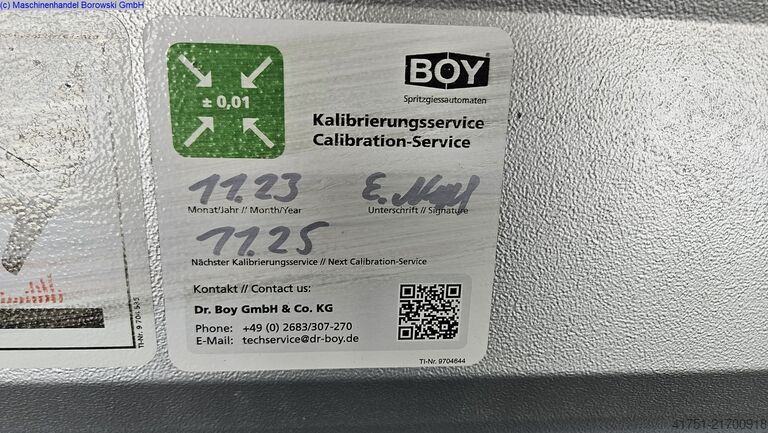 (c) Maschinenhandel Borowski GmbH
± 0,01
BOY
Spritzgiessautomaten
Kalibrierungsservice
Calibration-Service
11.23
Monat/Jahr // Month/Year
Unterschrift // Signature
11.25
Nächster Kalibrierungsservice // Next Calibration-Service
Kontakt // Contact us:
Dr. Boy GmbH & Co. KG
Phone: +49 (0) 2683/307-270
E-Mail: techservice@dr-boy.de
TI-Nr. 9704644
41751-21700918